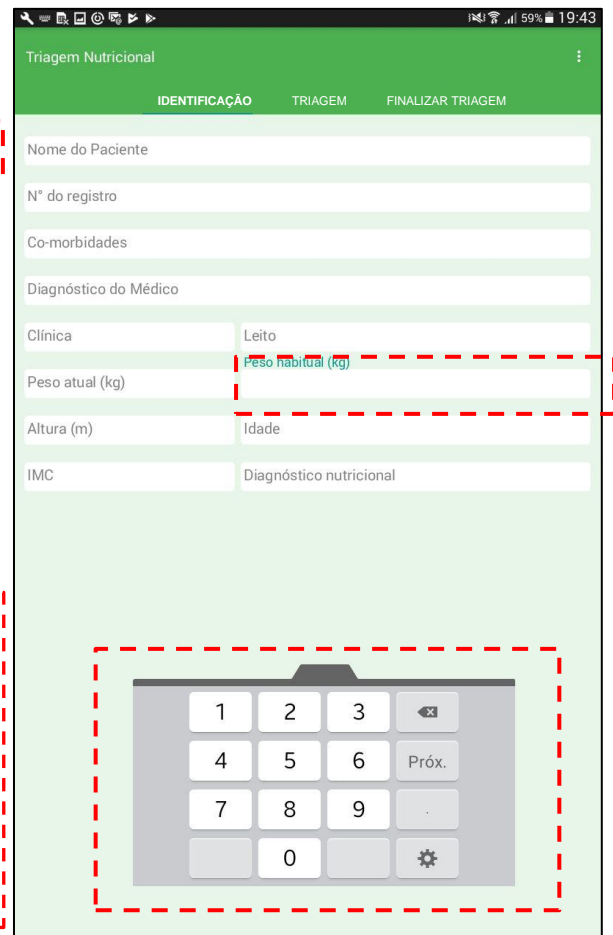 59% 19:43
Triagem Nutricional
IDENTIFICAÇÃO TRIAGEM FINALIZAR TRIAGEM
Nome do Paciente
N° do registro
Co-morbidades
Diagnóstico do Médico
Clínica Leito
Peso habitual (kg)
Peso atual (kg)
Altura (m) Idade
IMC Diagnóstico nutricional
1 2 3
4 5 6 Próx.
7 8 9 .
0